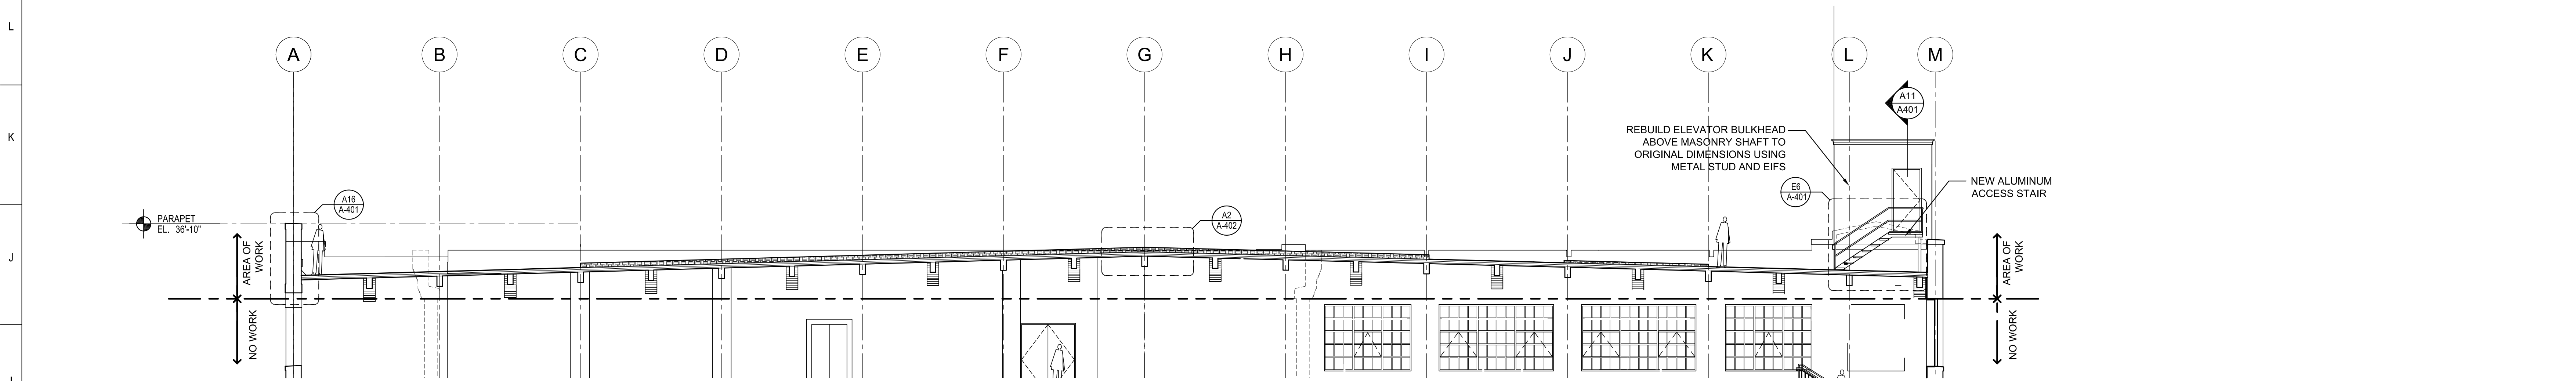 L
A B C D E F G H I J K L M
A11
A401
K
REBUILD ELEVATOR BULKHEAD
ABOVE MASONRY SHAFT TO
ORIGINAL DIMENSIONS USING
METAL STUD AND EIFS
NEW ALUMINUM
ACCESS STAIR
E6
A-401
A16
A-401
PARAPET
EL. 36'-10"
A2
A-402
J
AREA OF
WORK
AREA OF
WORK
NO WORK
NO WORK